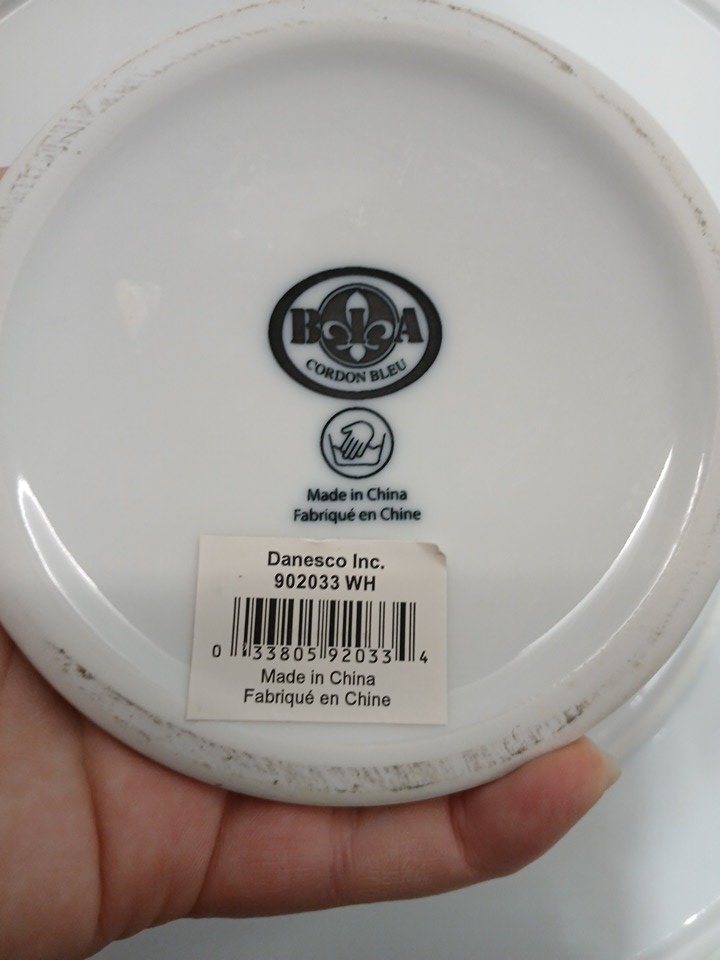 BIA
CORDON BLEU
Made in China
Fabriqué en Chine
Danesco Inc.
902033 WH
0 33805 92033 4
Made in China
Fabriqué en Chine